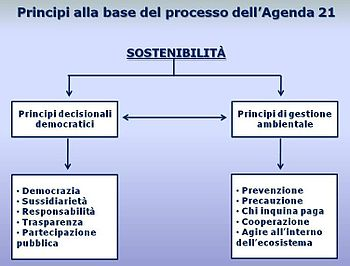 Principi alla base del processo dell'Agenda 21
SOSTENIBILITÀ
Principi decisionali
democratici
Principi di gestione
ambientale
• Democrazia
• Sussidiarietà
• Responsabilità
• Trasparenza
• Partecipazione
pubblica
• Prevenzione
• Precauzione
• Chi inquina paga
• Cooperazione
• Agire all'interno
dell'ecosistema